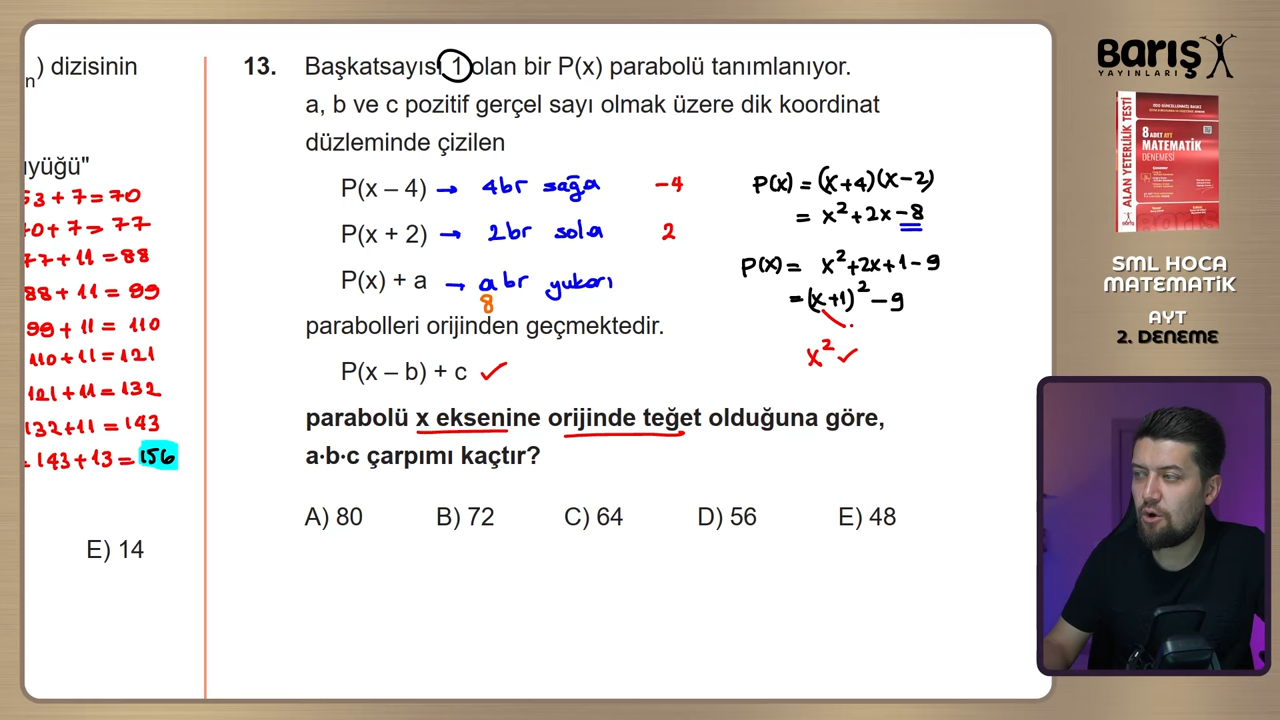 n) dizisinin
üyüğü"
53 + 7 = 70
70 + 7 = 77
77 + 11 = 88
88 + 11 = 99
99 + 11 = 110
110 + 11 = 121
121 + 11 = 132
132 + 11 = 143
143 + 13 = 156
E) 14
13. Başkatsayısı 1 olan bir P(x) parabolü tanımlanıyor.
a, b ve c pozitif gerçel sayı olmak üzere dik koordinat
düzleminde çizilen
P(x – 4) → 4br sağa -4
P(x + 2) → 2br sola 2
P(x) + a → a br yukarı
8
parabolleri orijinden geçmektedir.
P(x – b) + c ✓
parabolü x eksenine orijinde teğet olduğuna göre,
a·b·c çarpımı kaçtır?
A) 80 B) 72 C) 64 D) 56 E) 48
P(x) = (x+4)(x-2)
= x²+2x-8
P(x) = x²+2x+1-9
= (x+1)²-9
x² ✓
BARIŞ
YAYINLARI
ALAN YETERLİLİK TESTİ
8 ADET AYT
MATEMATİK
DENEMESİ
SML HOCA
MATEMATİK
AYT
2. DENEME